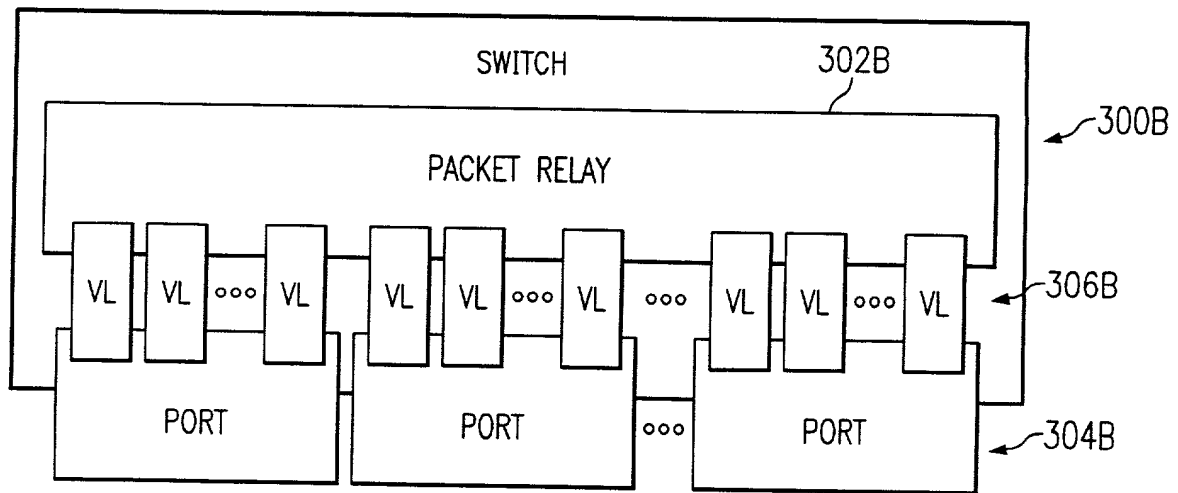 SWITCH
302B
300B
PACKET RELAY
VL VL ooo VL VL VL ooo VL ooo VL VL ooo VL
306B
PORT PORT ooo PORT
304B